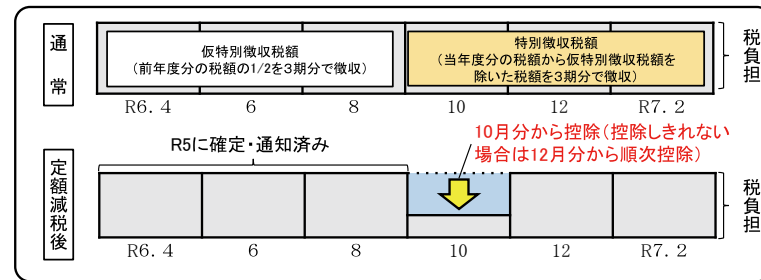 通常
仮特別徴収税額
(前年度分の税額の1/2を3期分で徴収)
特別徴収税額
(当年度分の税額から仮特別徴収税額を
除いた税額を3期分で徴収)
税負担
R6.4 6 8 10 12 R7.2
R5に確定・通知済み
10月分から控除(控除しきれない
場合は12月分から順次控除)
定額減税後
税負担
R6.4 6 8 10 12 R7.2